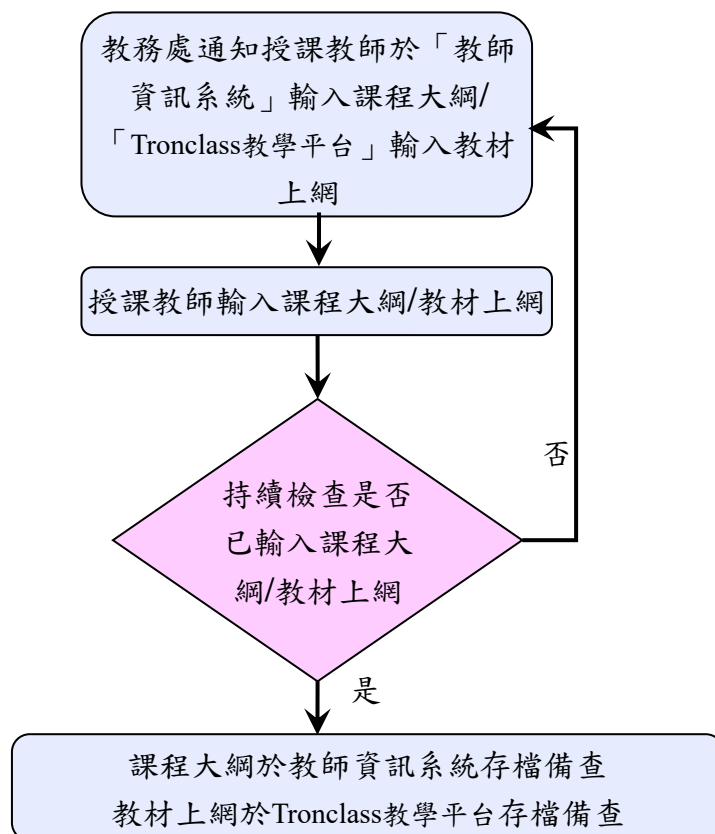 教務處通知授課教師於「教師
資訊系統」輸入課程大綱/
「Tronclass教學平台」輸入教材
上網
授課教師輸入課程大綱/教材上網
否
持續檢查是否
已輸入課程大
綱/教材上網
是
課程大綱於教師資訊系統存檔備查
教材上網於Tronclass教學平台存檔備查